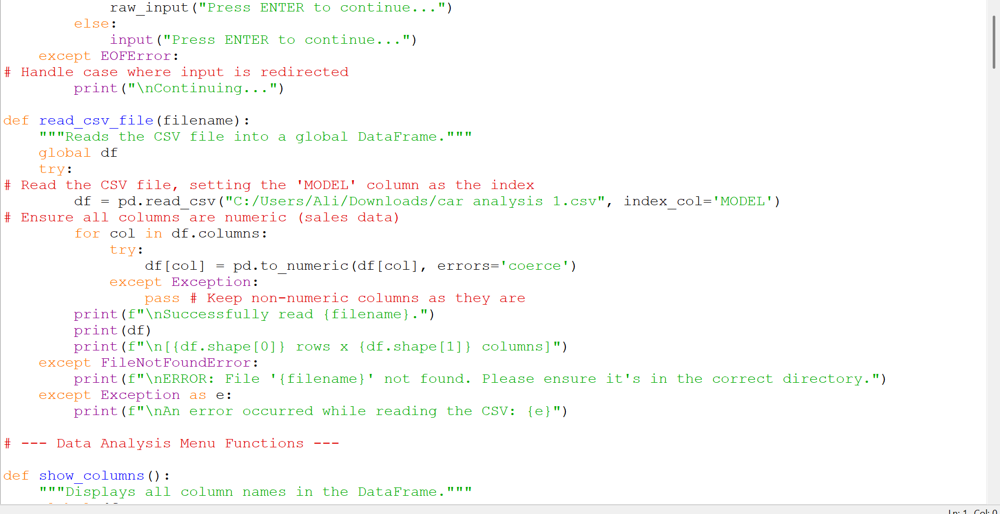 raw_input("Press ENTER to continue...")
        else:
            input("Press ENTER to continue...")
    except EOFError:
# Handle case where input is redirected
        print("\nContinuing...")

def read_csv_file(filename):
    """Reads the CSV file into a global DataFrame."""
    global df
    try:
# Read the CSV file, setting the 'MODEL' column as the index
        df = pd.read_csv("C:/Users/Ali/Downloads/car analysis 1.csv", index_col='MODEL')
# Ensure all columns are numeric (sales data)
        for col in df.columns:
            try:
                df[col] = pd.to_numeric(df[col], errors='coerce')
            except Exception:
                pass # Keep non-numeric columns as they are
        print(f"\nSuccessfully read {filename}.")
        print(df)
        print(f"\n[{df.shape[0]} rows x {df.shape[1]} columns]")
    except FileNotFoundError:
        print(f"\nERROR: File '{filename}' not found. Please ensure it's in the correct directory.")
    except Exception as e:
        print(f"\nAn error occurred while reading the CSV: {e}")

# --- Data Analysis Menu Functions ---

def show_columns():
    """Displays all column names in the DataFrame."""
Ln: 1 Col: 0